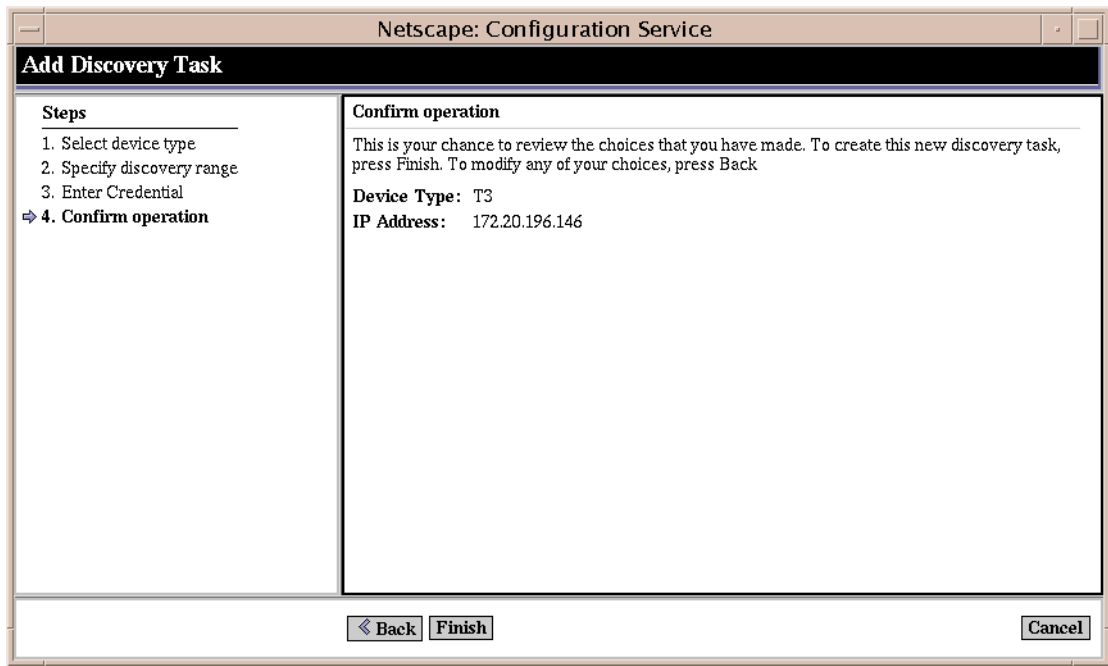 Netscape: Configuration Service
Add Discovery Task
Steps
1. Select device type
2. Specify discovery range
3. Enter Credential
4. Confirm operation
Confirm operation
This is your chance to review the choices that you have made. To create this new discovery task,
press Finish. To modify any of your choices, press Back
Device Type: T3
IP Address: 172.20.196.146
Back
Finish
Cancel